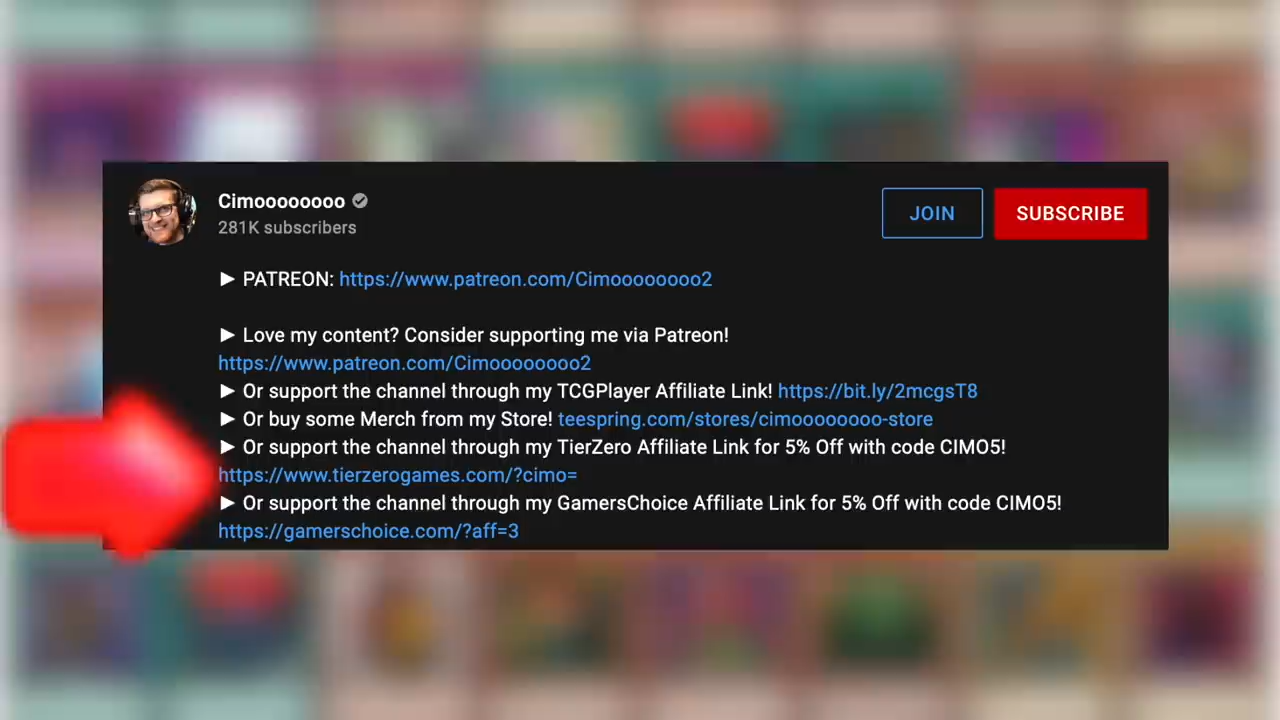 Cimoooooooo
281K subscribers
JOIN
SUBSCRIBE
► PATREON: https://www.patreon.com/Cimoooooooo2
► Love my content? Consider supporting me via Patreon!
https://www.patreon.com/Cimoooooooo2
► Or support the channel through my TCGPlayer Affiliate Link! https://bit.ly/2mcgsT8
► Or buy some Merch from my Store! teespring.com/stores/cimoooooooo-store
► Or support the channel through my TierZero Affiliate Link for 5% Off with code CIMO5!
https://www.tierzerogames.com/?cimo=
► Or support the channel through my GamersChoice Affiliate Link for 5% Off with code CIMO5!
https://gamerschoice.com/?aff=3